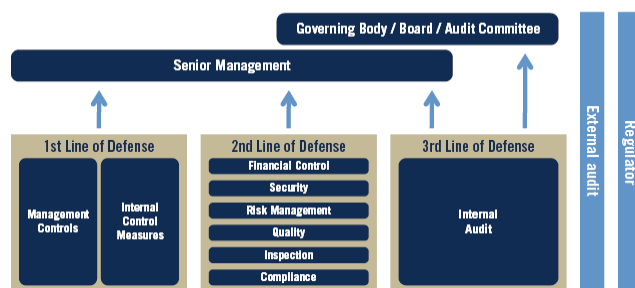 Governing Body / Board / Audit Committee
Senior Management
1st Line of Defense
Management
Controls
Internal
Control
Measures
2nd Line of Defense
Financial Control
Security
Risk Management
Quality
Inspection
Compliance
3rd Line of Defense
Internal
Audit
External audit
Regulator